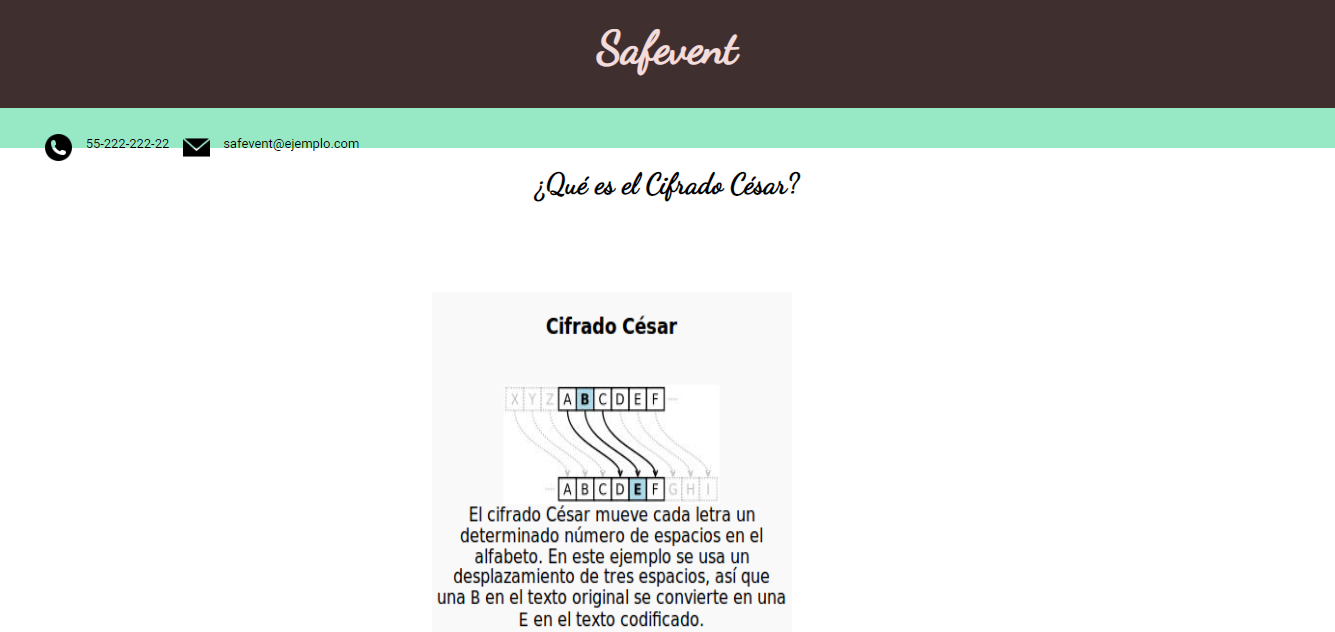 Safevent
55-222-222-22 safevent@ejemplo.com
¿Qué es el Cifrado César?
Cifrado César
X Y Z A B C D E F
A B C D E F G H I
El cifrado César mueve cada letra un
determinado número de espacios en el
alfabeto. En este ejemplo se usa un
desplazamiento de tres espacios, así que
una B en el texto original se convierte en una
E en el texto codificado.